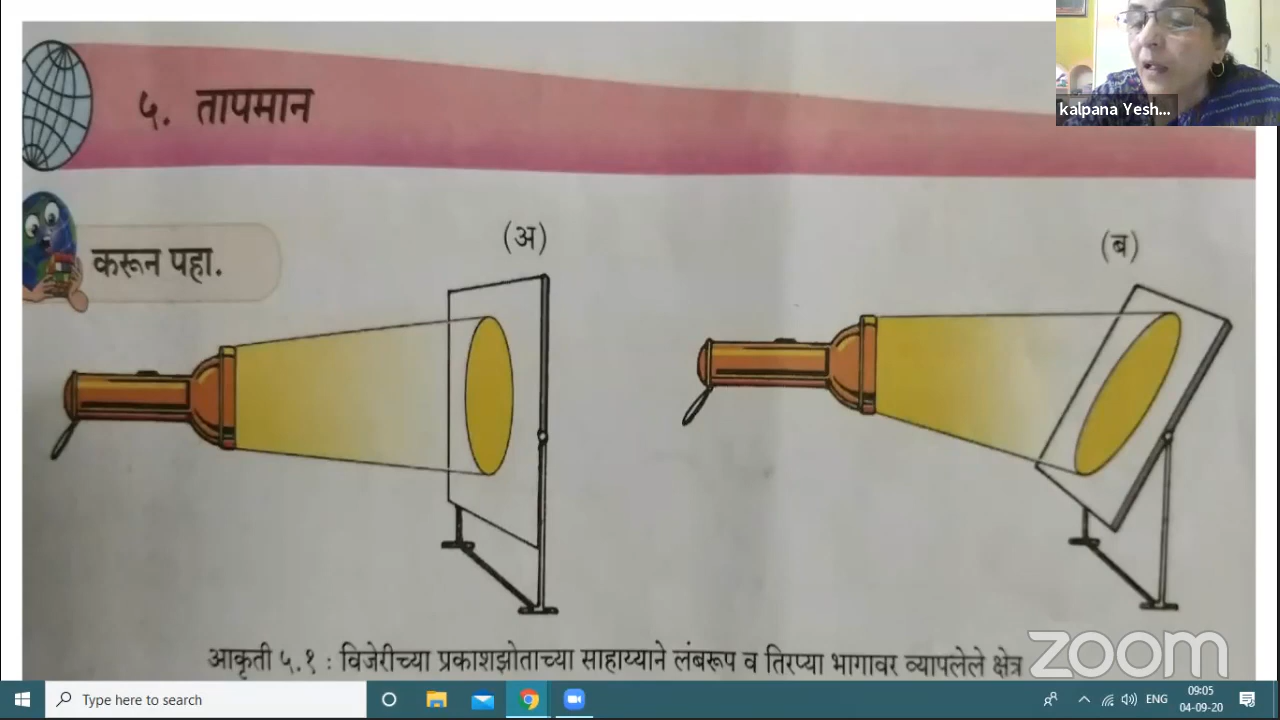 ५. तापमान
kalpana Yesh...
करून पहा.
(अ)
(ब)
आकृती ५.१ : विजेरीच्या प्रकाशझोताच्या साहाय्याने लंबरूप व तिरप्या भागावर व्यापलेले क्षेत्र
zoom
Type here to search
ENG
09:05
04-09-20